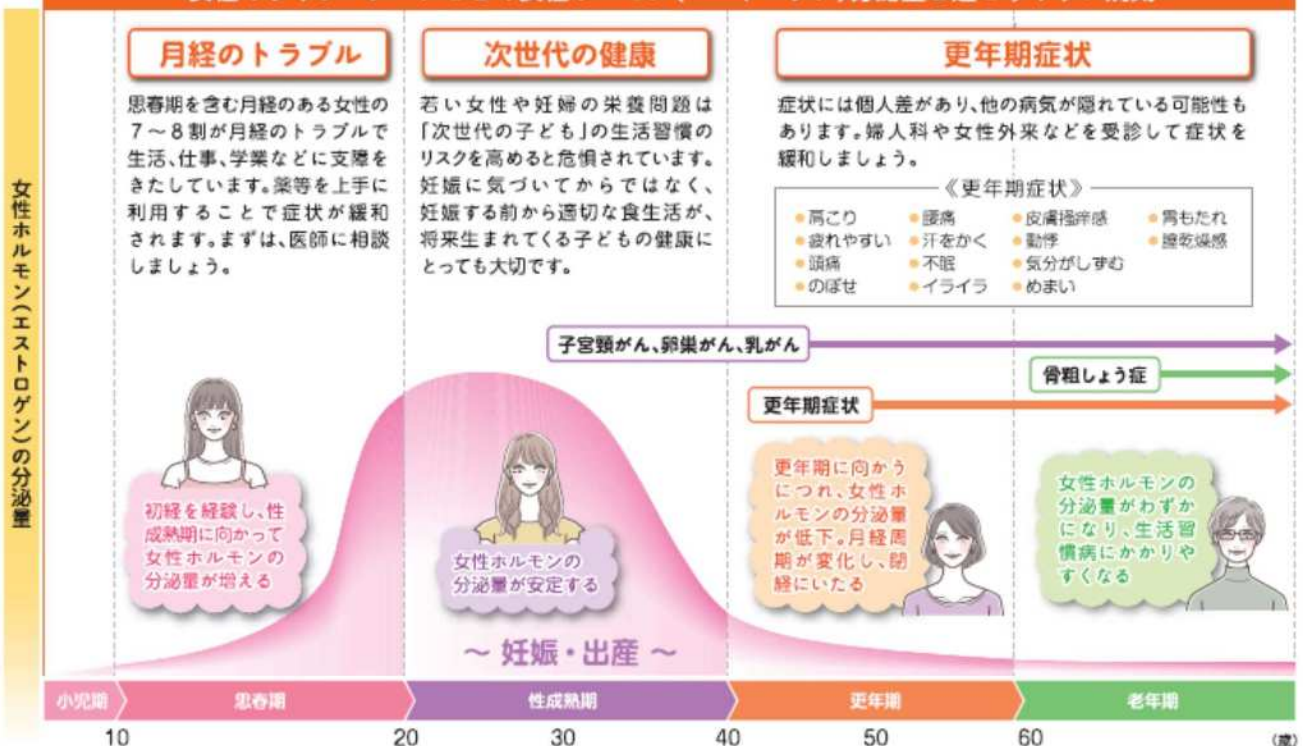 月経のトラブル
思春期を含む月経のある女性の
7〜8割が月経のトラブルで
生活、仕事、学業などに支障を
きたしています。薬等を上手に
利用することで症状が緩和
されます。まずは、医師に相談
しましょう。
次世代の健康
若い女性や妊婦の栄養問題は
「次世代の子ども」の生活習慣の
リスクを高めると危惧されています。
妊娠に気づいてからではなく、
妊娠する前から適切な食生活が、
将来生まれてくる子どもの健康に
とっても大切です。
更年期症状
症状には個人差があり、他の病気が隠れている可能性も
あります。婦人科や女性外来などを受診して症状を
緩和しましょう。
《更年期症状》
肩こり
疲れやすい
頭痛
のぼせ
腰痛
汗をかく
不眠
イライラ
皮膚掻痒感
動悸
気分がしずむ
めまい
胃もたれ
膣乾燥感
女性ホルモン(エストロゲン)の分泌量
子宮頸がん、卵巣がん、乳がん
骨粗しょう症
更年期症状
初経を経験し、性
成熟期に向かって
女性ホルモンの
分泌量が増える
女性ホルモンの
分泌量が安定する
更年期に向かう
につれ、女性ホ
ルモンの分泌量
が低下。月経周
期が変化し、閉
経にいたる
女性ホルモンの
分泌量がわずか
になり、生活習
慣病にかかりや
すくなる
〜 妊娠・出産 〜
小児期
思春期
性成熟期
更年期
老年期
10
20
30
40
50
60
(歳)